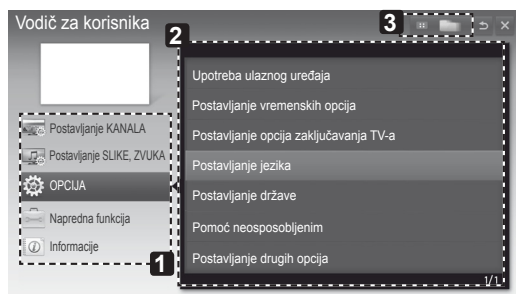 Vodič za korisnika
2
3
Upotreba ulaznog uređaja
Postavljanje vremenskih opcija
Postavljanje opcija zaključavanja TV-a
Postavljanje jezika
Postavljanje države
Pomoć neosposobljenim
Postavljanje drugih opcija
1/1
Postavljanje KANALA
Postavljanje SLIKE, ZVUKA
OPCIJA
Napredna funkcija
Informacije
1